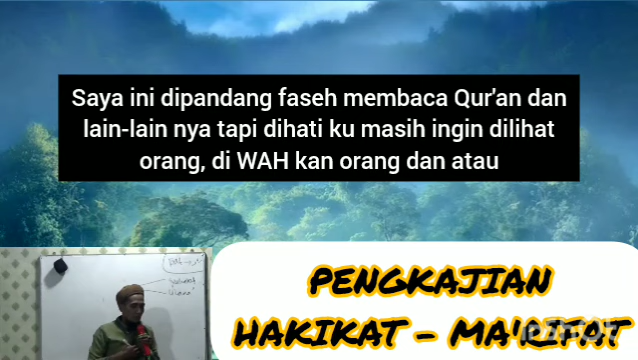 Saya ini dipandang faseh membaca Qur'an dan
lain-lain nya tapi dihati ku masih ingin dilihat
orang, di WAH kan orang dan atau
PENGKAJIAN
HAKIKAT - MA'RIFAT